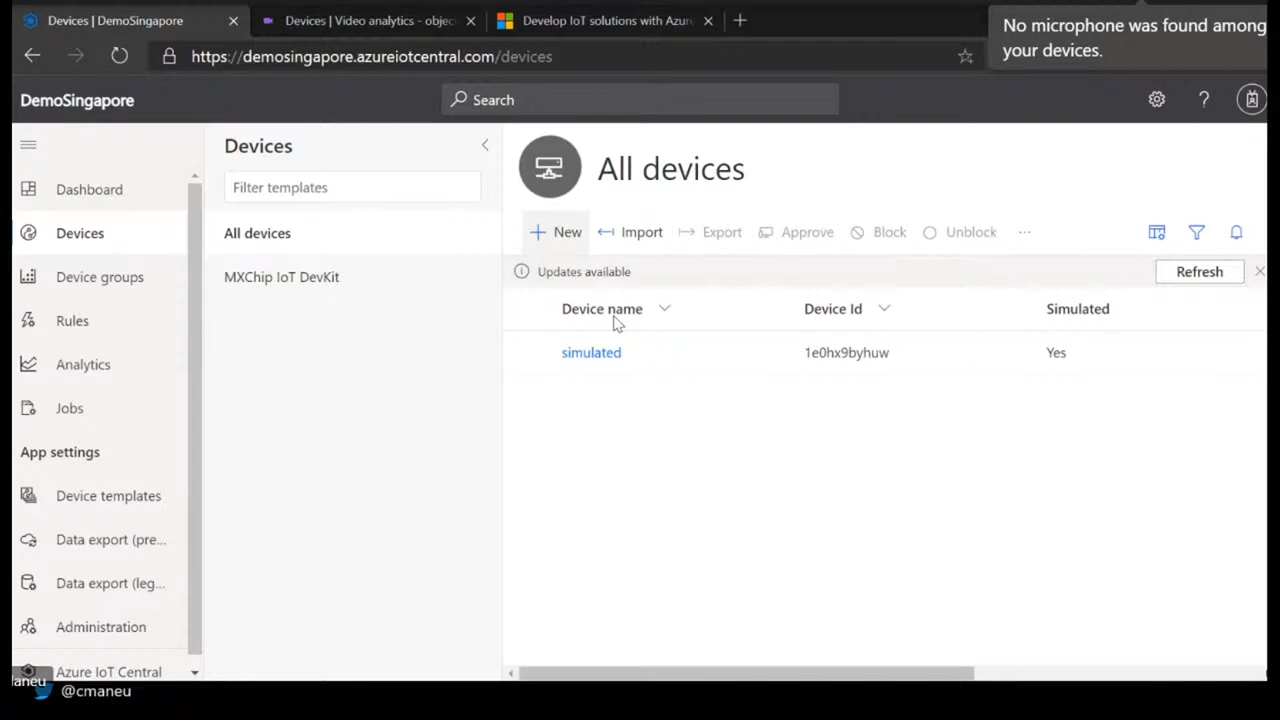 Devices | DemoSingapore
Devices | Video analytics - objec
Develop IoT solutions with Azure
No microphone was found among
your devices.
https://demosingapore.azureiotcentral.com/devices
DemoSingapore
Search
Dashboard
Devices
Device groups
Rules
Analytics
Jobs
App settings
Device templates
Data export (pre...
Data export (leg...
Administration
Azure IoT Central
Devices
Filter templates
All devices
MXChip IoT DevKit
All devices
New
Import
Export
Approve
Block
Unblock
...
Updates available
Refresh
Device name
Device Id
Simulated
simulated
1e0hx9byhuw
Yes
aneu
@cmaneu